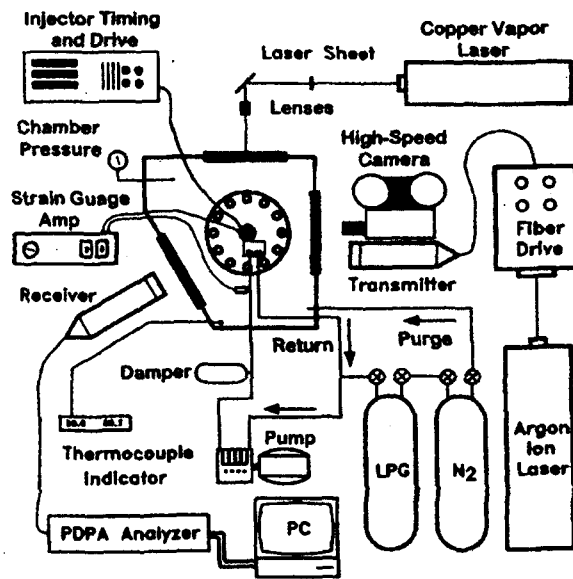 Injector Timing
and Drive
Copper Vapor
Laser
Laser Sheet
Lenses
Chamber
Pressure
High-Speed
Camera
Strain Guage
Amp
Fiber
Drive
Transmitter
Receiver
Return
Purge
Damper
Pump
Thermocouple
Indicator
LPG
N2
Argon
Ion
Laser
PDPA Analyzer
PC